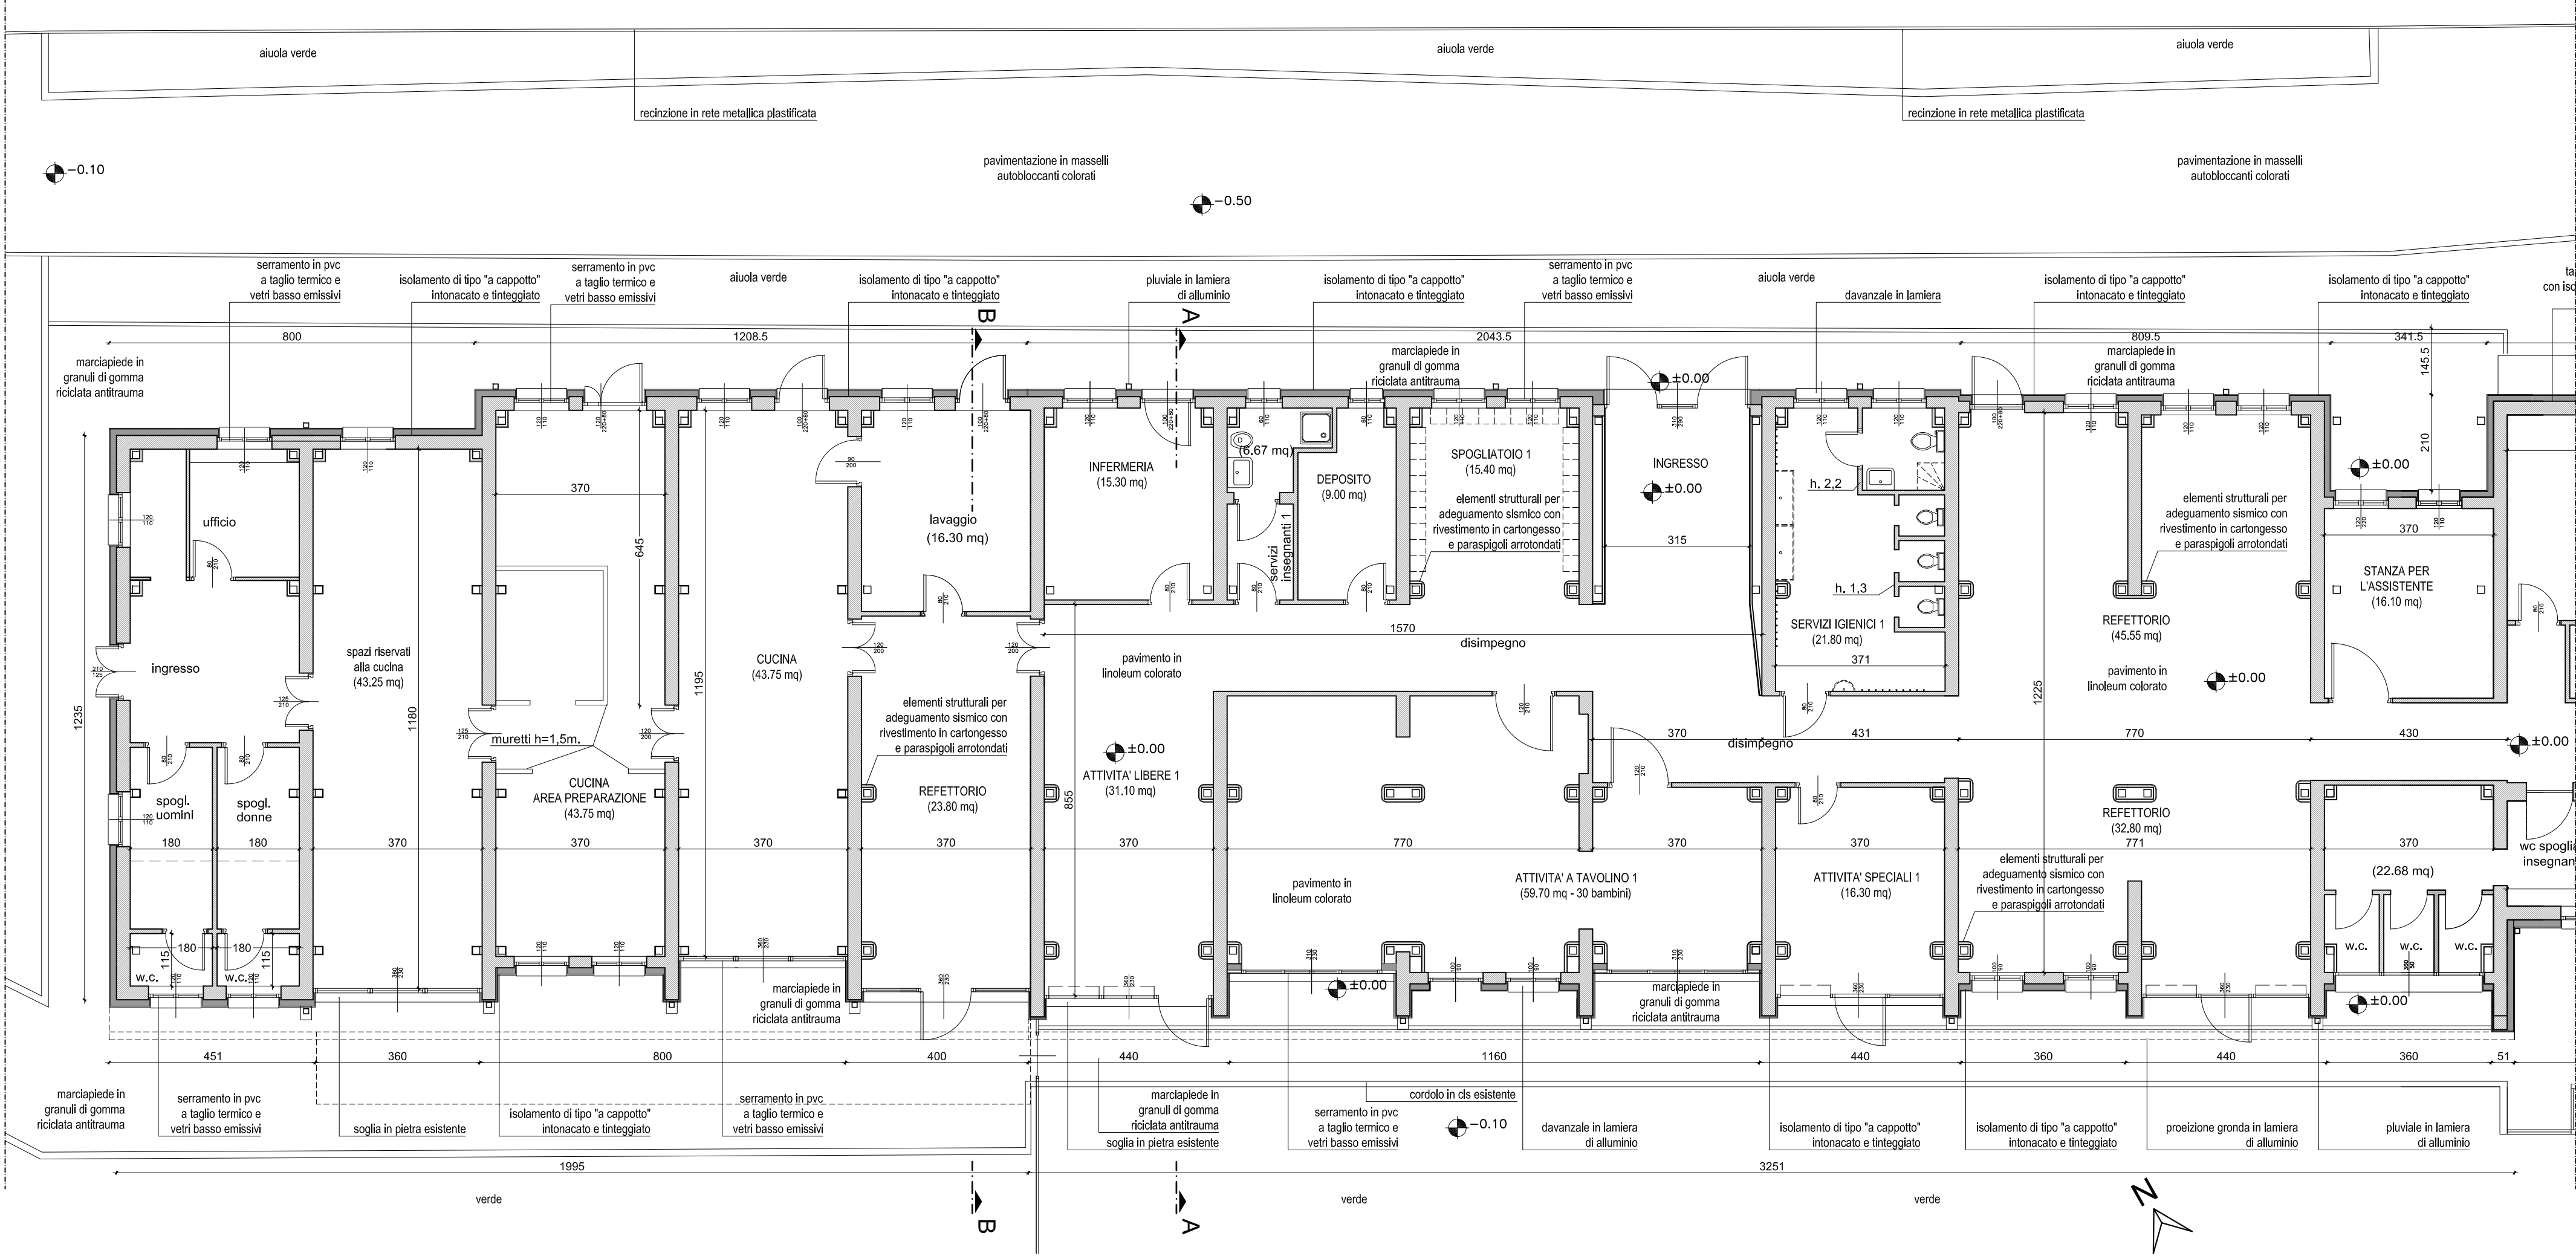 aiuola verde
aiuola verde
aiuola verde
recinzione in rete metallica plastificata
recinzione in rete metallica plastificata
-0.10
pavimentazione in masselli
autobloccanti colorati
-0.50
pavimentazione in masselli
autobloccanti colorati
serramento in pvc
a taglio termico e
vetri basso emissivi
isolamento di tipo "a cappotto"
intonacato e tinteggiato
serramento in pvc
a taglio termico e
vetri basso emissivi
aiuola verde
isolamento di tipo "a cappotto"
intonacato e tinteggiato
pluviale in lamiera
di alluminio
isolamento di tipo "a cappotto"
intonacato e tinteggiato
serramento in pvc
a taglio termico e
vetri basso emissivi
aiuola verde
davanzale in lamiera
isolamento di tipo "a cappotto"
intonacato e tinteggiato
isolamento di tipo "a cappotto"
intonacato e tinteggiato
ta
con iso
B
A
800
1208.5
2043.5
809.5
341.5
145.5
210
marciapiede in
granuli di gomma
riciclata antitrauma
marciapiede in
granuli di gomma
riciclata antitrauma
marciapiede in
granuli di gomma
riciclata antitrauma
±0.00
ufficio
370
645
lavaggio
(16.30 mq)
INFERMERIA
(15.30 mq)
(6.67 mq)
servizi
insegnanti 1
DEPOSITO
(9.00 mq)
SPOGLIATOIO 1
(15.40 mq)
elementi strutturali per
adeguamento sismico con
rivestimento in cartongesso
e paraspigoli arrotondati
INGRESSO
±0.00
315
h. 2,2
h. 1,3
SERVIZI IGIENICI 1
(21.80 mq)
371
elementi strutturali per
adeguamento sismico con
rivestimento in cartongesso
e paraspigoli arrotondati
±0.00
370
STANZA PER
L'ASSISTENTE
(16.10 mq)
REFETTORIO
(45.55 mq)
pavimento in
linoleum colorato
±0.00
1225
1235
ingresso
spazi riservati
alla cucina
(43.25 mq)
1180
muretti h=1,5m.
CUCINA
AREA PREPARAZIONE
(43.75 mq)
1195
CUCINA
(43.75 mq)
elementi strutturali per
adeguamento sismico con
rivestimento in cartongesso
e paraspigoli arrotondati
REFETTORIO
(23.80 mq)
1570
disimpegno
pavimento in
linoleum colorato
±0.00
ATTIVITA' LIBERE 1
(31.10 mq)
855
370
431
770
430
disimpegno
±0.00
spogl.
uomini
spogl.
donne
180
180
370
370
370
370
370
770
370
370
771
370
pavimento in
linoleum colorato
ATTIVITA' A TAVOLINO 1
(59.70 mq - 30 bambini)
ATTIVITA' SPECIALI 1
(16.30 mq)
REFETTORIO
(32.80 mq)
elementi strutturali per
adeguamento sismico con
rivestimento in cartongesso
e paraspigoli arrotondati
(22.68 mq)
wc spoglia
insegnan
180
180
115
115
w.c.
w.c.
w.c.
w.c.
w.c.
marciapiede in
granuli di gomma
riciclata antitrauma
±0.00
marciapiede in
granuli di gomma
riciclata antitrauma
±0.00
451
360
800
400
440
1160
440
360
440
360
51
marciapiede in
granuli di gomma
riciclata antitrauma
serramento in pvc
a taglio termico e
vetri basso emissivi
soglia in pietra esistente
isolamento di tipo "a cappotto"
intonacato e tinteggiato
serramento in pvc
a taglio termico e
vetri basso emissivi
marciapiede in
granuli di gomma
riciclata antitrauma
soglia in pietra esistente
serramento in pvc
a taglio termico e
vetri basso emissivi
cordolo in cls esistente
-0.10
davanzale in lamiera
di alluminio
isolamento di tipo "a cappotto"
intonacato e tinteggiato
isolamento di tipo "a cappotto"
intonacato e tinteggiato
proeizione gronda in lamiera
di alluminio
pluviale in lamiera
di alluminio
1995
3251
verde
verde
verde
B
A
N